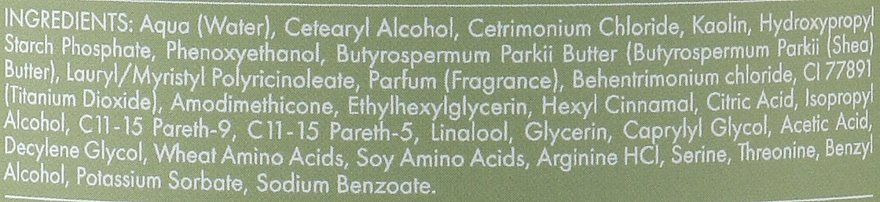 INGREDIENTS: Aqua (Water), Cetearyl Alcohol, Cetrimonium Chloride, Kaolin, Hydroxypropyl
Starch Phosphate, Phenoxyethanol, Butyrospermum Parkii Butter (Butyrospermum Parkii (Shea)
Butter), Lauryl/Myristyl Polyricinoleate, Parfum (Fragrance), Behentrimonium chloride, CI 77891
(Titanium Dioxide), Amodimethicone, Ethylhexylglycerin, Hexyl Cinnamal, Citric Acid, Isopropyl
Alcohol, C11-15 Pareth-9, C11-15 Pareth-5, Linalool, Glycerin, Caprylyl Glycol, Acetic Acid,
Decylene Glycol, Wheat Amino Acids, Soy Amino Acids, Arginine HCl, Serine, Threonine, Benzyl
Alcohol, Potassium Sorbate, Sodium Benzoate.